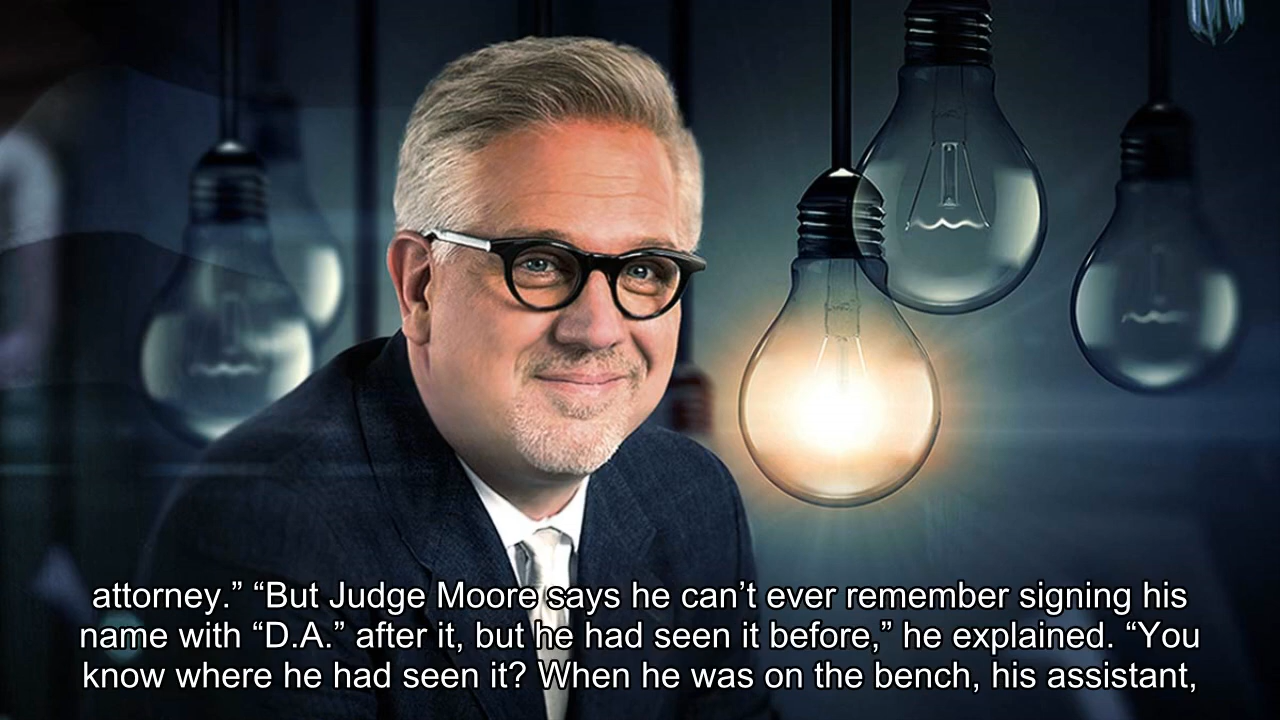 attorney.” “But Judge Moore says he can’t ever remember signing his
name with “D.A.” after it, but he had seen it before,” he explained. “You
know where he had seen it? When he was on the bench, his assistant,